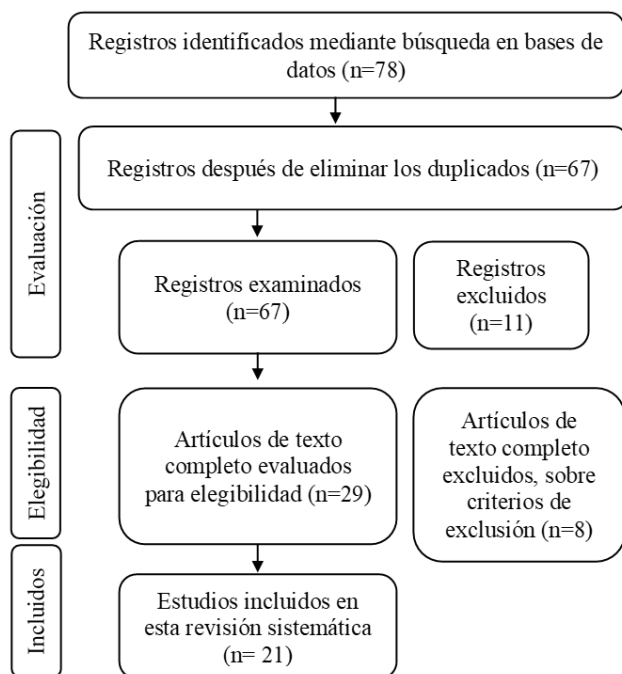 Registros identificados mediante búsqueda en bases de
datos (n=78)
Registros después de eliminar los duplicados (n=67)
Evaluación
Registros examinados
(n=67)
Registros
excluidos
(n=11)
Elegibilidad
Artículos de texto
completo evaluados
para elegibilidad (n=29)
Artículos de
texto completo
excluidos, sobre
criterios de
exclusión (n=8)
Incluidos
Estudios incluidos en
esta revisión sistemática
(n= 21)